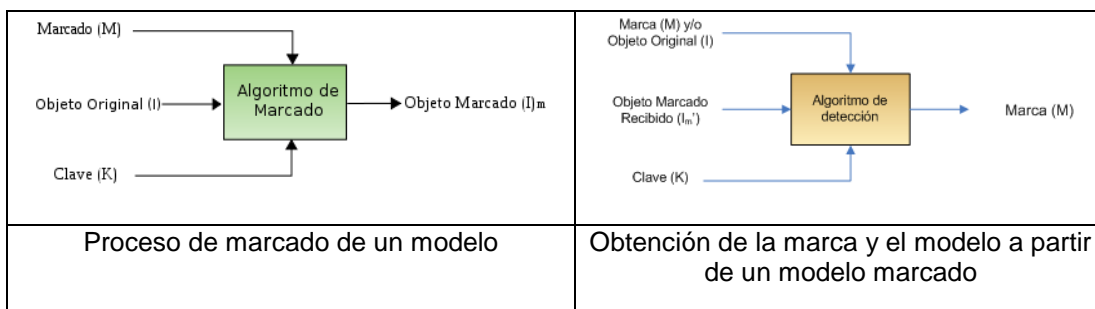 Marcado (M)
Objeto Original (I)
Algoritmo de
Marcado
Objeto Marcado (I)m
Clave (K)
Proceso de marcado de un modelo
Marca (M) y/o
Objeto Original (I)
Objeto Marcado
Recibido (Im')
Algoritmo de
detección
Marca (M)
Clave (K)
Obtención de la marca y el modelo a partir
de un modelo marcado